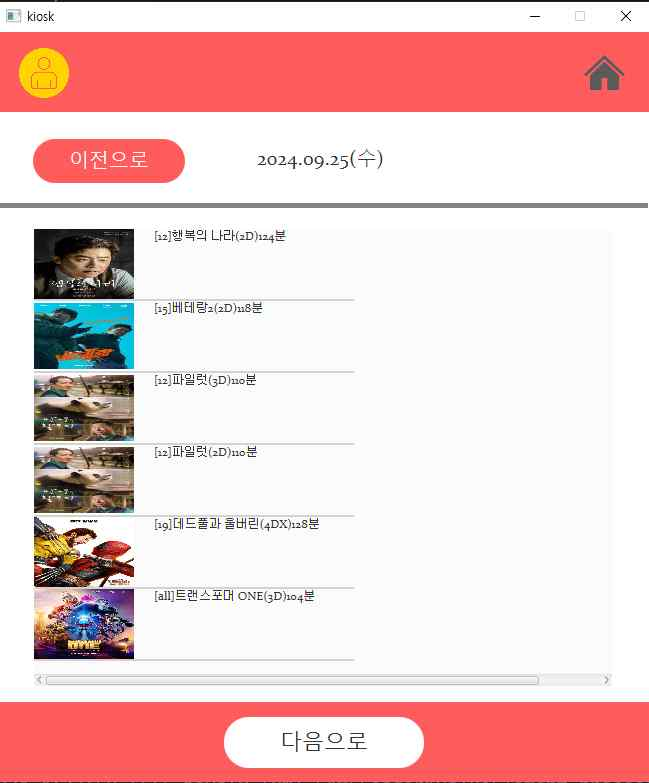 kiosk
이전으로
2024.09.25(수)
[12]행복의 나라(2D)124분
[15]베테랑2(2D)118분
[12]파일럿(3D)110분
[12]파일럿(2D)110분
[19]데드풀과 울버린(4DX)128분
[all]트랜스포머 ONE(3D)104분
다음으로